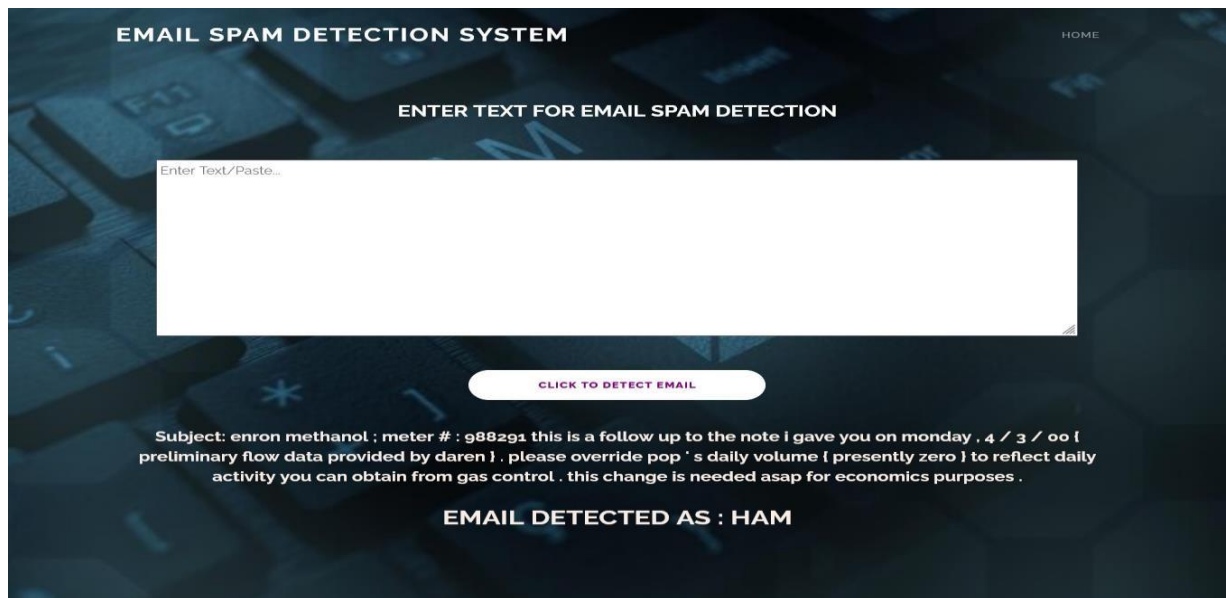 EMAIL SPAM DETECTION SYSTEM
HOME
ENTER TEXT FOR EMAIL SPAM DETECTION
Enter Text/Paste...
CLICK TO DETECT EMAIL
Subject: enron methanol ; meter # : 988291 this is a follow up to the note i gave you on monday , 4 / 3 / 00 {
preliminary flow data provided by daren } . please override pop ' s daily volume { presently zero } to reflect daily
activity you can obtain from gas control . this change is needed asap for economics purposes .
EMAIL DETECTED AS : HAM